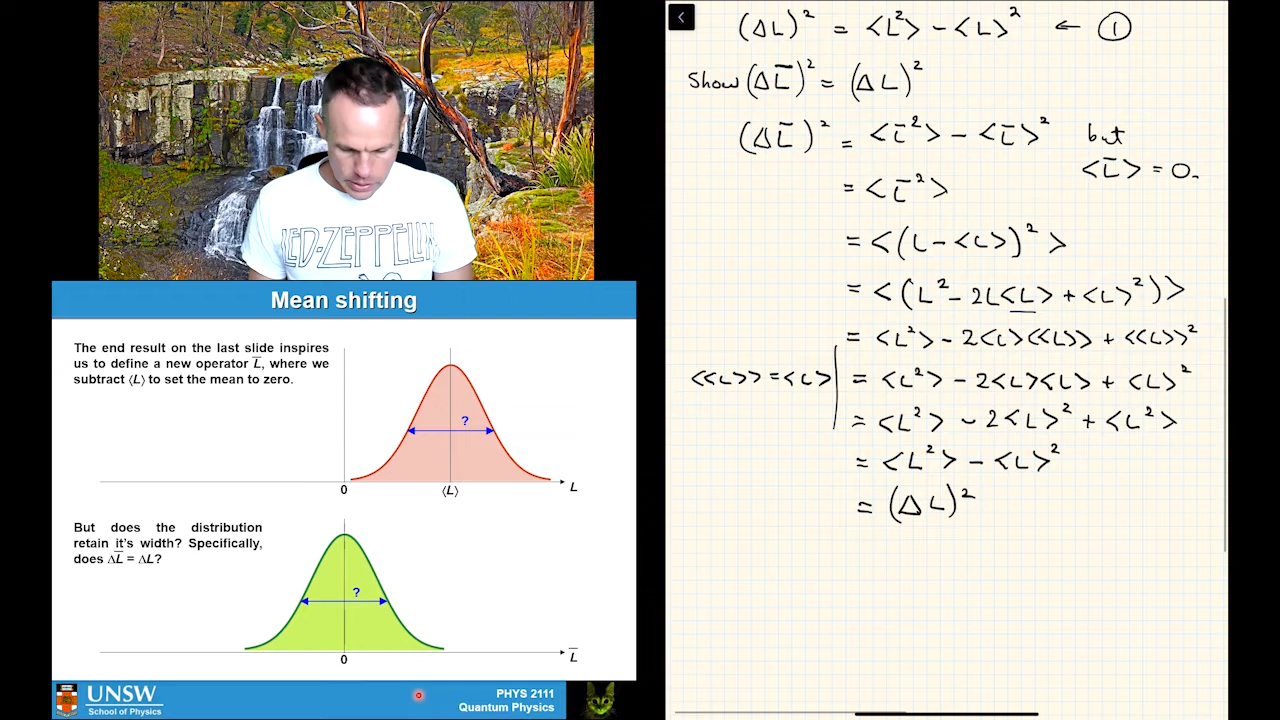 LED-ZEPPELIN
Mean shifting
The end result on the last slide inspires
us to define a new operator L̅, where we
subtract ⟨L⟩ to set the mean to zero.
?
0
⟨L⟩
L
But does the distribution
retain it's width? Specifically,
does ΔL̅ = ΔL?
?
0
L̅
UNSW
School of Physics
PHYS 2111
Quantum Physics
(ΔL)² = <L²> - <L>² ← ①
Show (ΔL̅)² = (ΔL)²
(ΔL̅)² = <L̅²> - <L̅>² but
<L̅> = 0.
= <L̅²>
= <(L - <L>)²>
= <(L² - 2L<L> + <L>²)>
= <L²> - 2<L><<L>> + <<L>>²
<<L>> = <L> | = <L²> - 2<L><L> + <L>²
= <L²> - 2<L>² + <L²>
= <L²> - <L>²
= (ΔL)²